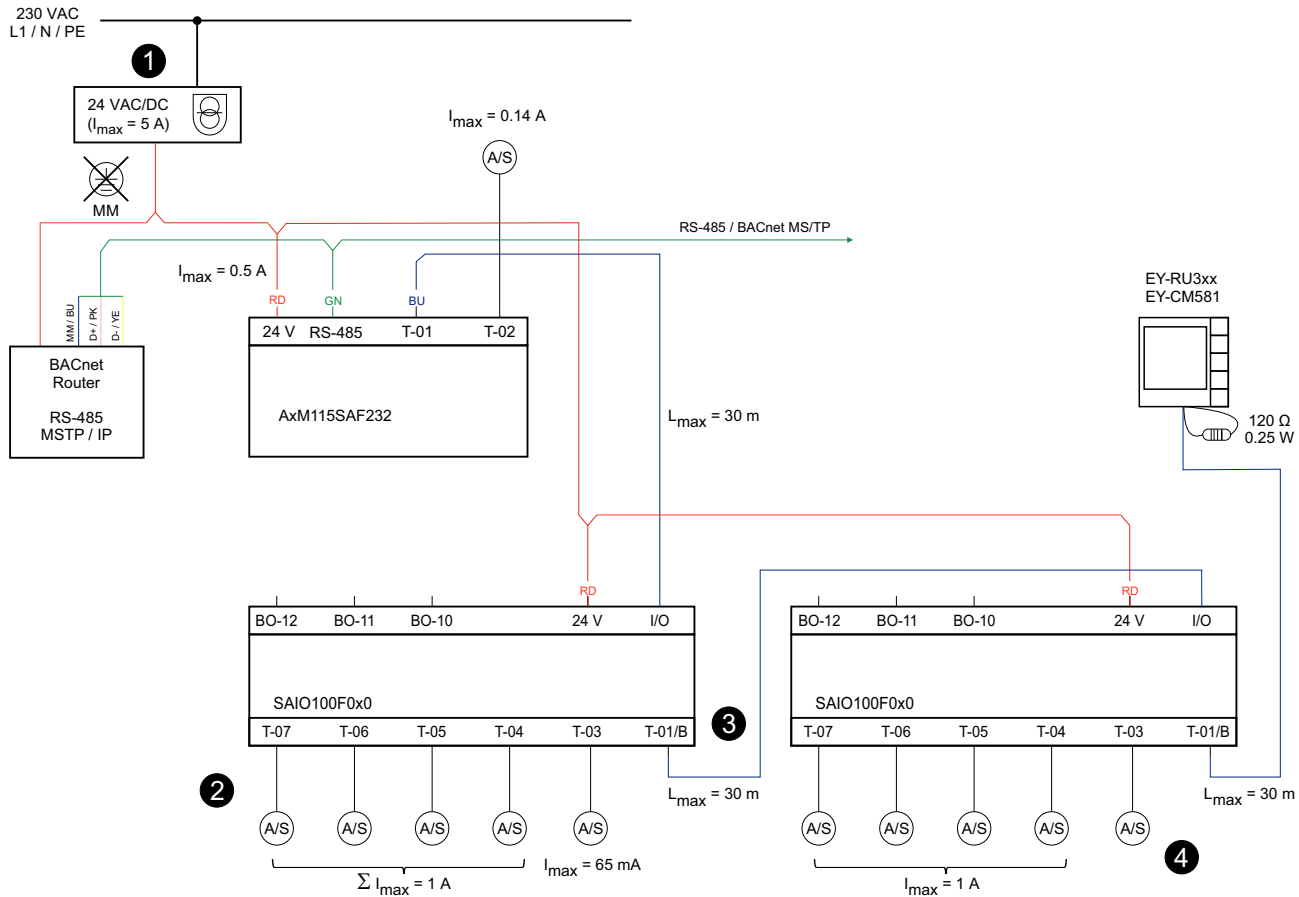 230 VAC
L1 / N / PE
1
24 VAC/DC
(Imax = 5 A)
MM
Imax = 0.14 A
A/S
RS-485 / BACnet MS/TP
Imax = 0.5 A
RD
GN
BU
MM / BU
D+ / PK
D- / YE
24 V
RS-485
T-01
T-02
BACnet
Router
RS-485
MSTP / IP
AxM115SAF232
Lmax = 30 m
EY-RU3xx
EY-CM581
120 Ω
0.25 W
RD
RD
BO-12
BO-11
BO-10
24 V
I/O
SAIO100F0x0
T-07
T-06
T-05
T-04
T-03
T-01/B
3
BO-12
BO-11
BO-10
24 V
I/O
SAIO100F0x0
T-07
T-06
T-05
T-04
T-03
T-01/B
2
Lmax = 30 m
Lmax = 30 m
A/S
A/S
A/S
A/S
A/S
A/S
A/S
A/S
A/S
A/S
4
Σ Imax = 1 A
Imax = 65 mA
Imax = 1 A